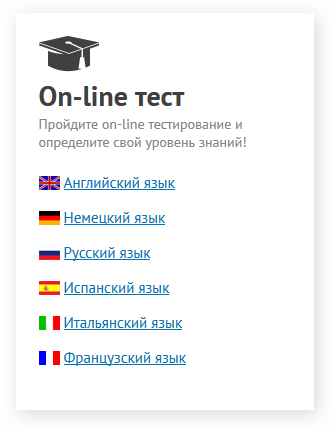 On-line тест
Пройдите on-line тестирование и
определите свой уровень знаний!
Английский язык
Немецкий язык
Русский язык
Испанский язык
Итальянский язык
Французский язык